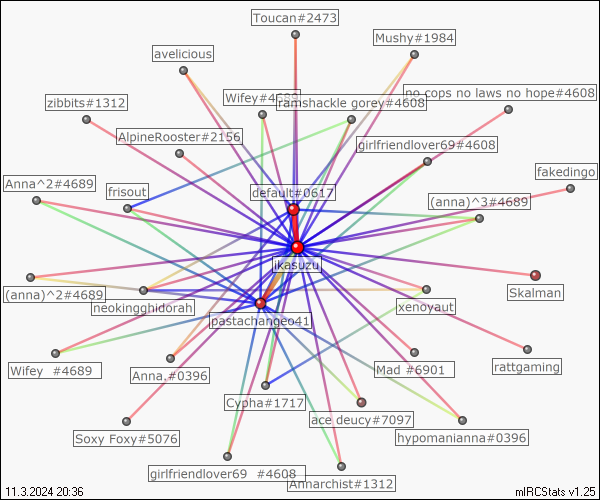 Toucan#2473
Mushy#1984
avelicious
Wifey#4689
ramshackle gorey#4608
no cops no laws no hope#4608
zibbits#1312
AlpineRooster#2156
girlfriendlover69#4608
Anna^2#4689
frisout
default#0617
(anna)^3#4689
fakedingo
ikasuzu
Skalman
(anna)^2#4689
neokingghidorah
pastachangeo41
xenoyaut
Wifey  #4689
Anna.#0396
Mad #6901
rattgaming
Cypha#1717
ace deucy#7097
Soxy Foxy#5076
hypomanianna#0396
girlfriendlover69  #4608
Annarchist#1312
11.3.2024 20:36
mIRCStats v1.25